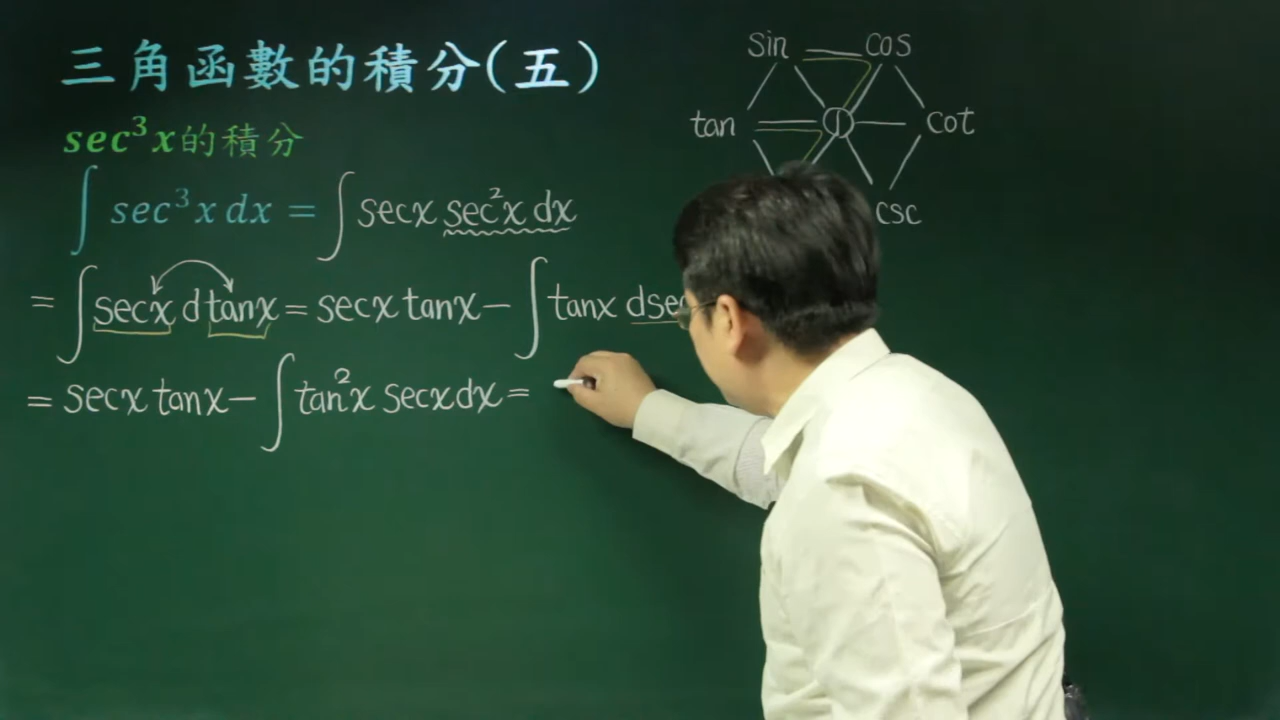 三角函數的積分(五)
sec³x的積分
∫ sec³x dx = ∫ secx sec²x dx
= ∫ secx d tanx = secx tanx − ∫ tanx dsec
= secx tanx − ∫ tan²x secx dx =
sin cos
tan 1 cot
csc